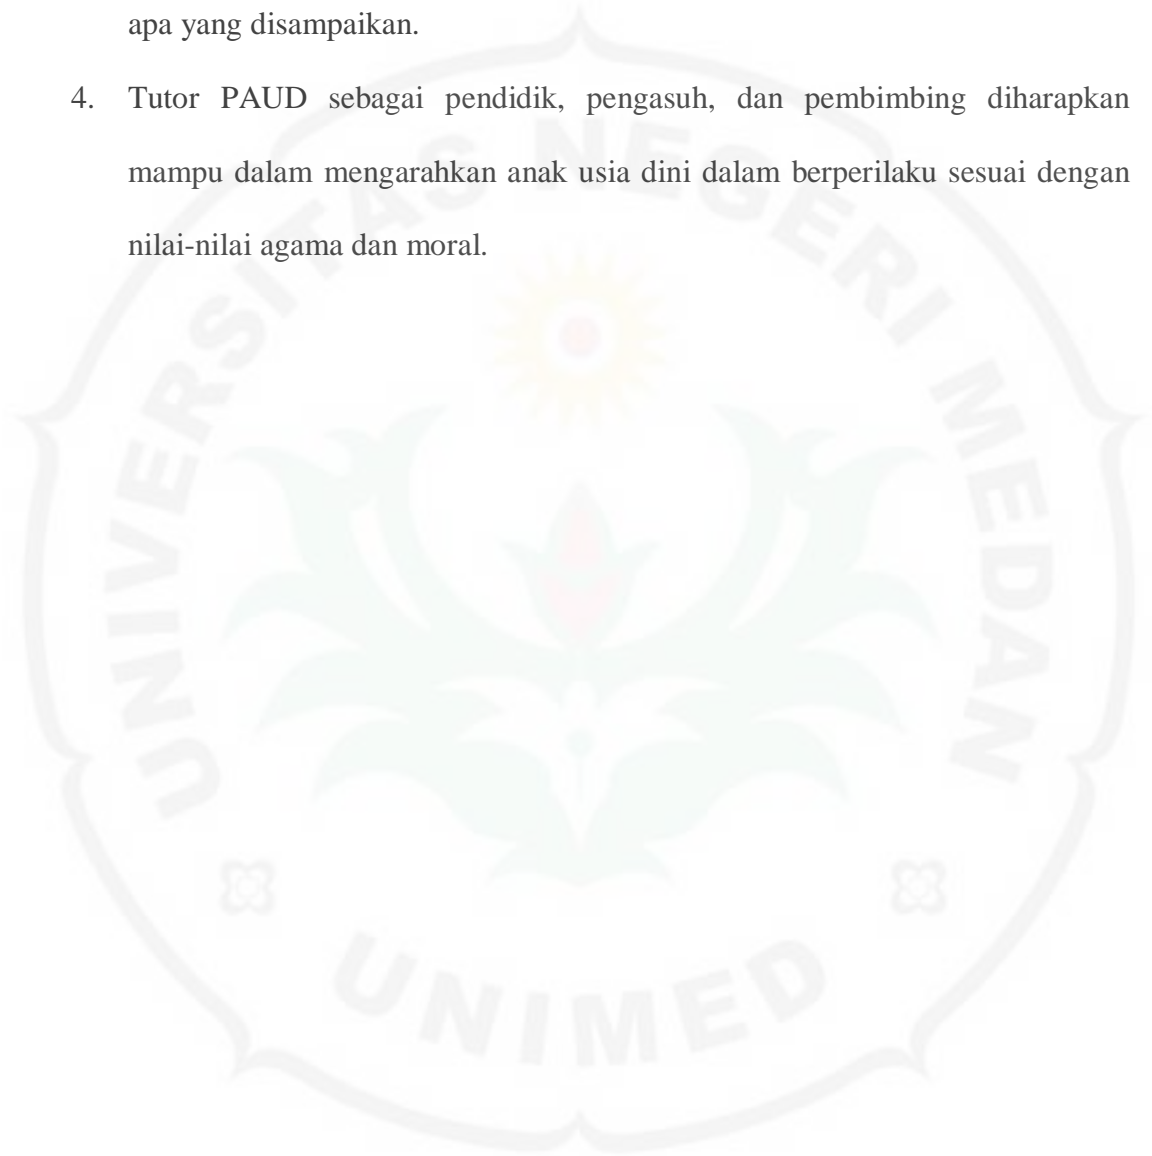 apa yang disampaikan.
4. Tutor PAUD sebagai pendidik, pengasuh, dan pembimbing diharapkan
mampu dalam mengarahkan anak usia dini dalam berperilaku sesuai dengan
nilai-nilai agama dan moral.
UNIVERSITAS NEGERI MEDAN
UNIMED